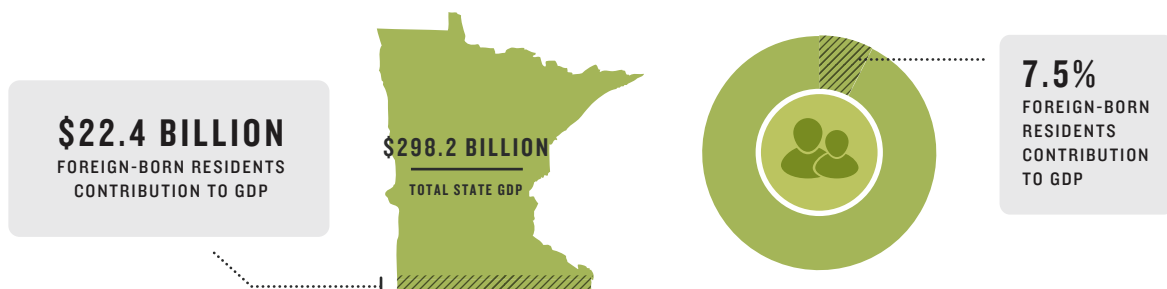 $22.4 BILLION
FOREIGN-BORN RESIDENTS
CONTRIBUTION TO GDP
$298.2 BILLION
TOTAL STATE GDP
7.5%
FOREIGN-BORN
RESIDENTS
CONTRIBUTION
TO GDP